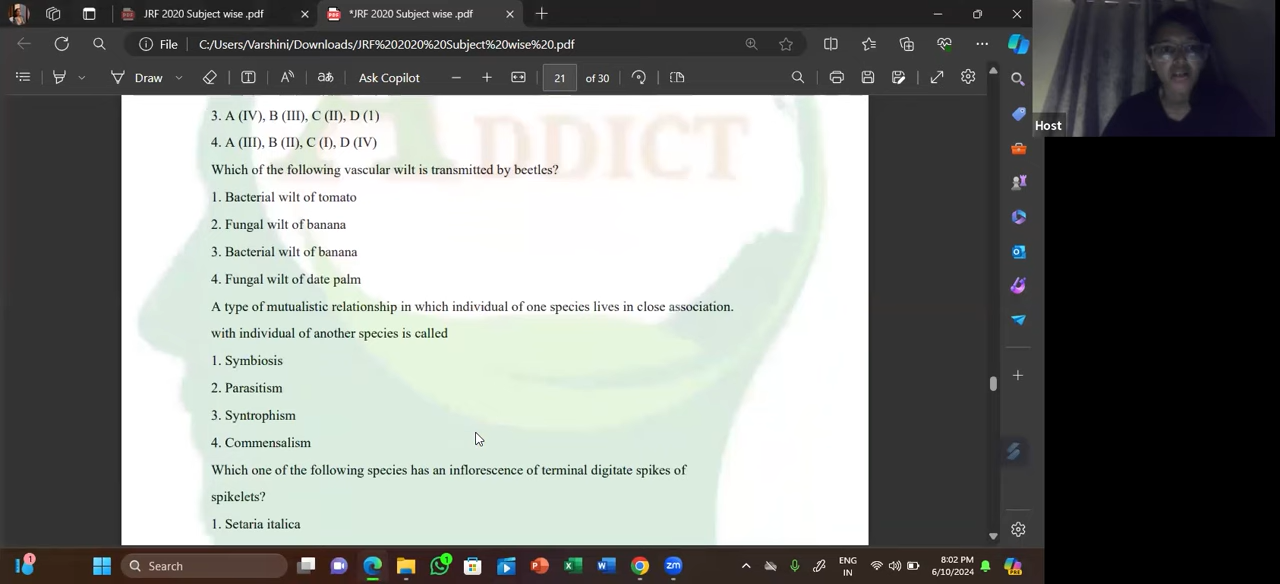 JRF 2020 Subject wise .pdf
*JRF 2020 Subject wise .pdf
File
C:/Users/Varshini/Downloads/JRF%202020%20Subject%20wise%20.pdf
Draw
Ask Copilot
21
of 30
Host
DDICT
3. A (IV), B (III), C (II), D (1)
4. A (III), B (II), C (I), D (IV)
Which of the following vascular wilt is transmitted by beetles?
1. Bacterial wilt of tomato
2. Fungal wilt of banana
3. Bacterial wilt of banana
4. Fungal wilt of date palm
A type of mutualistic relationship in which individual of one species lives in close association.
with individual of another species is called
1. Symbiosis
2. Parasitism
3. Syntrophism
4. Commensalism
Which one of the following species has an inflorescence of terminal digitate spikes of
spikelets?
1. Setaria italica
Search
ENG
IN
8:02 PM
6/10/2024